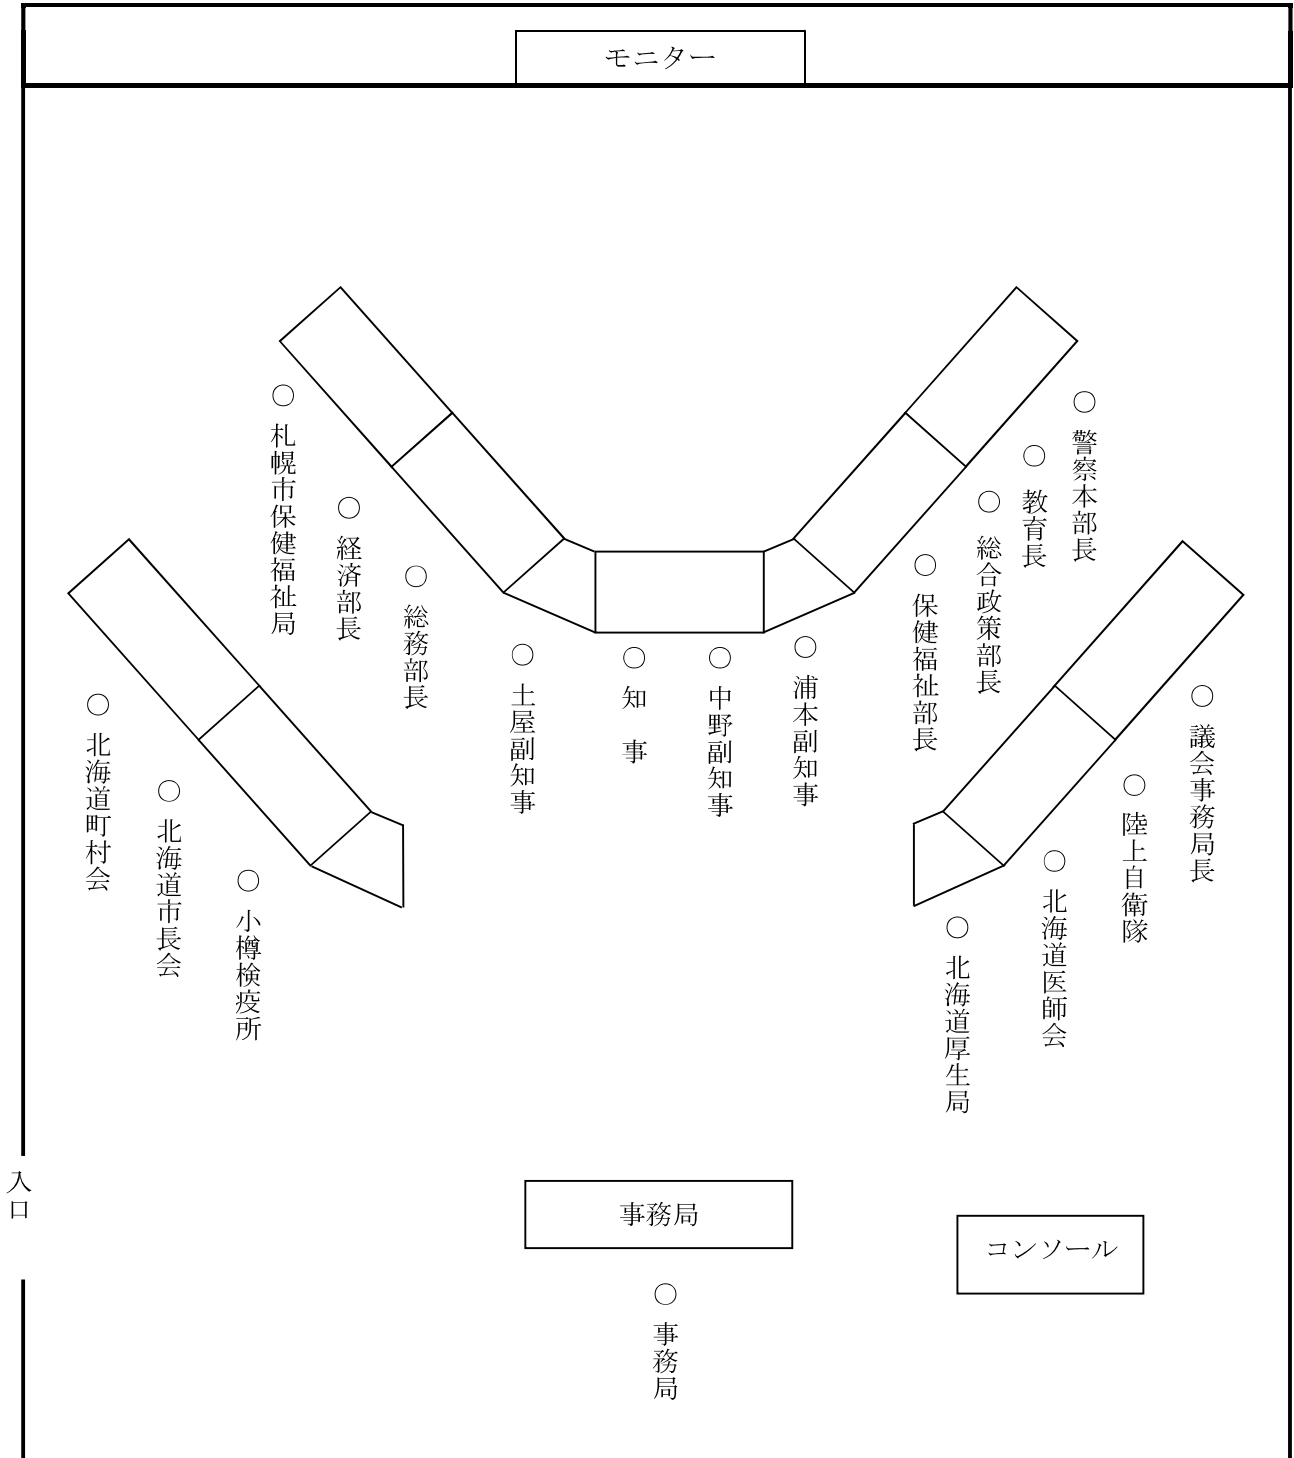 モニター
○ 札幌市保健福祉局
○ 経済部長
○ 総務部長
○ 土屋副知事
○ 知 事
○ 中野副知事
○ 浦本副知事
○ 保健福祉部長
○ 総合政策部長
○ 教育長
○ 警察本部長
○ 北海道町村会
○ 北海道市長会
○ 小樽検疫所
○ 北海道厚生局
○ 北海道医師会
○ 陸上自衛隊
○ 議会事務局長
入口
事務局
コンソール
○ 事務局